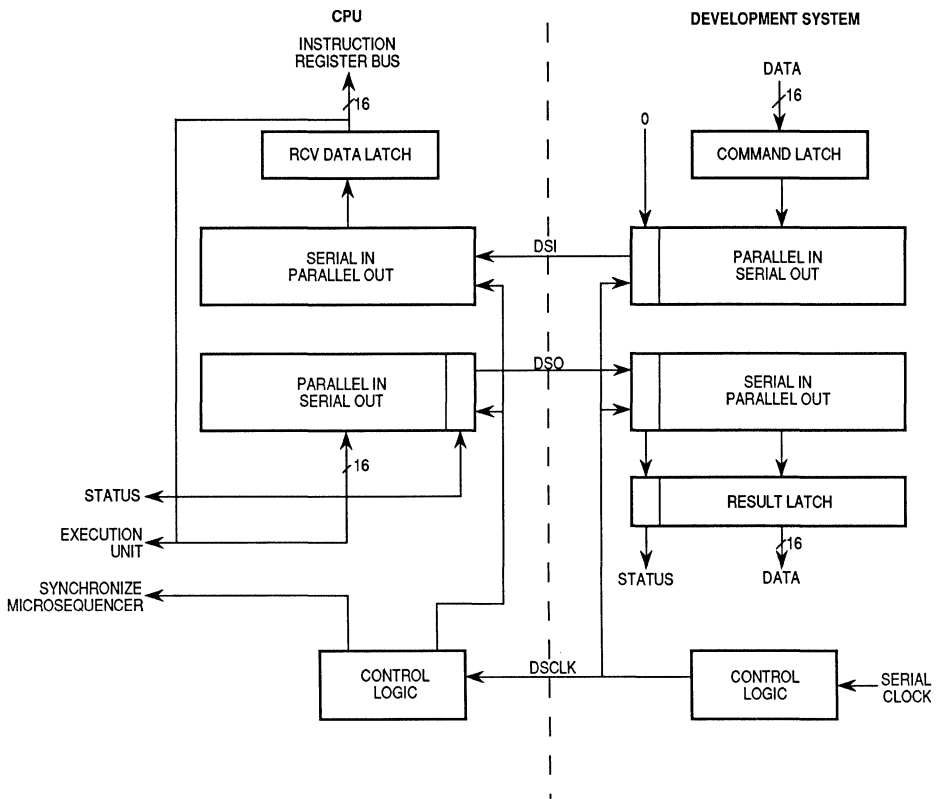 CPU
DEVELOPMENT SYSTEM
INSTRUCTION
REGISTER BUS
16
DATA
16
0
RCV DATA LATCH
COMMAND LATCH
SERIAL IN
PARALLEL OUT
DSI
PARALLEL IN
SERIAL OUT
PARALLEL IN
SERIAL OUT
DSO
SERIAL IN
PARALLEL OUT
16
STATUS
RESULT LATCH
EXECUTION
UNIT
16
STATUS
DATA
SYNCHRONIZE
MICROSEQUENCER
CONTROL
LOGIC
DSCLK
CONTROL
LOGIC
SERIAL
CLOCK